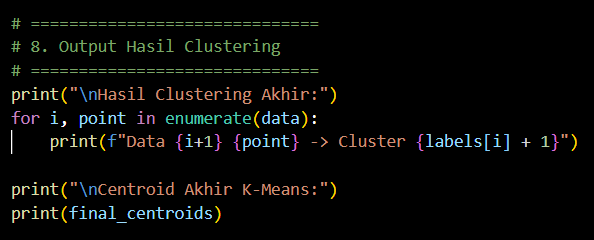 # ==============================
# 8. Output Hasil Clustering
# ==============================
print("\nHasil Clustering Akhir:")
for i, point in enumerate(data):
    print(f"Data {i+1} {point} -> Cluster {labels[i] + 1}")
print("\nCentroid Akhir K-Means:")
print(final_centroids)